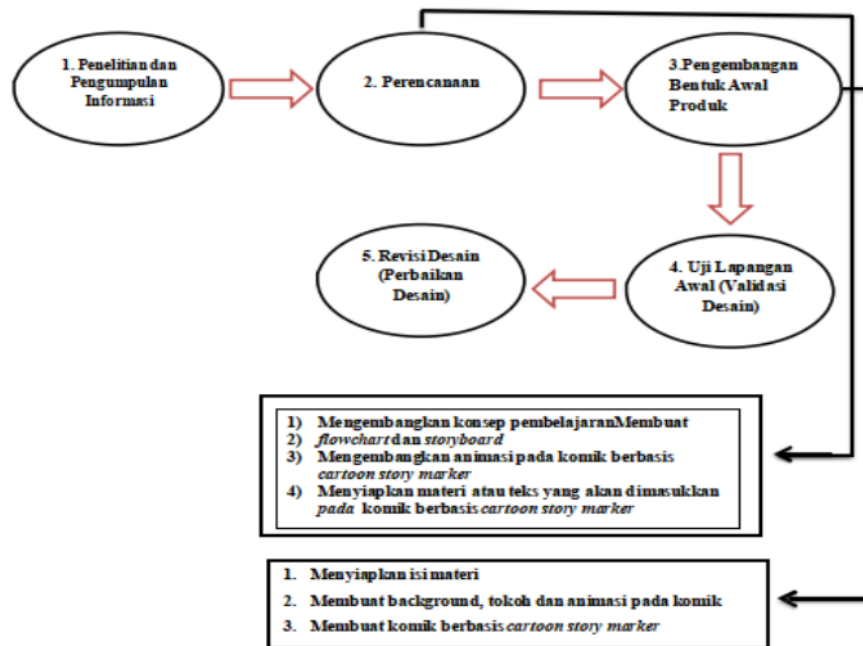 1. Penelitian dan
Pengumpulan
Informasi
2. Perencanaan
3.Pengembangan
Bentuk Awal
Produk
4. Uji Lapangan
Awal (Validasi
Desain)
5. Revisi Desain
(Perbaikan
Desain)
1) Mengembangkan konsep pembelajaranMembuat
2) flowchart dan storyboard
3) Mengembangkan animasi pada komik berbasis
cartoon story marker
4) Menyiapkan materi atau teks yang akan dimasukkan
pada komik berbasis cartoon story marker
1. Menyiapkan isi materi
2. Membuat background, tokoh dan animasi pada komik
3. Membuat komik berbasis cartoon story marker